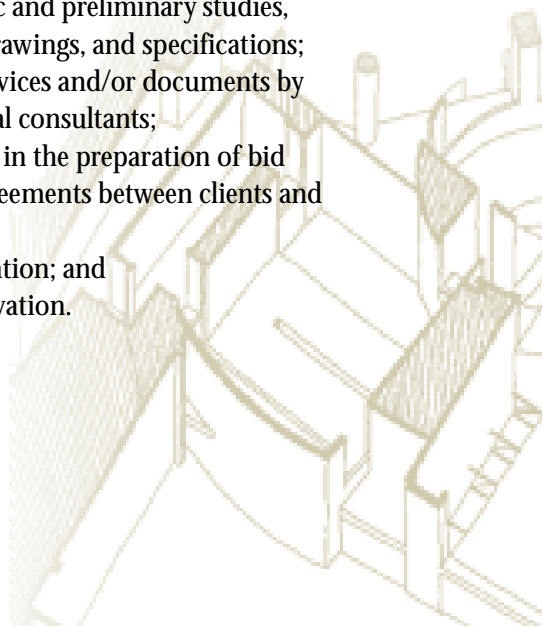 and preliminary studies,
rawings, and specifications;
vices and/or documents by
al consultants;
in the preparation of bid
eements between clients and
ation; and
vation.